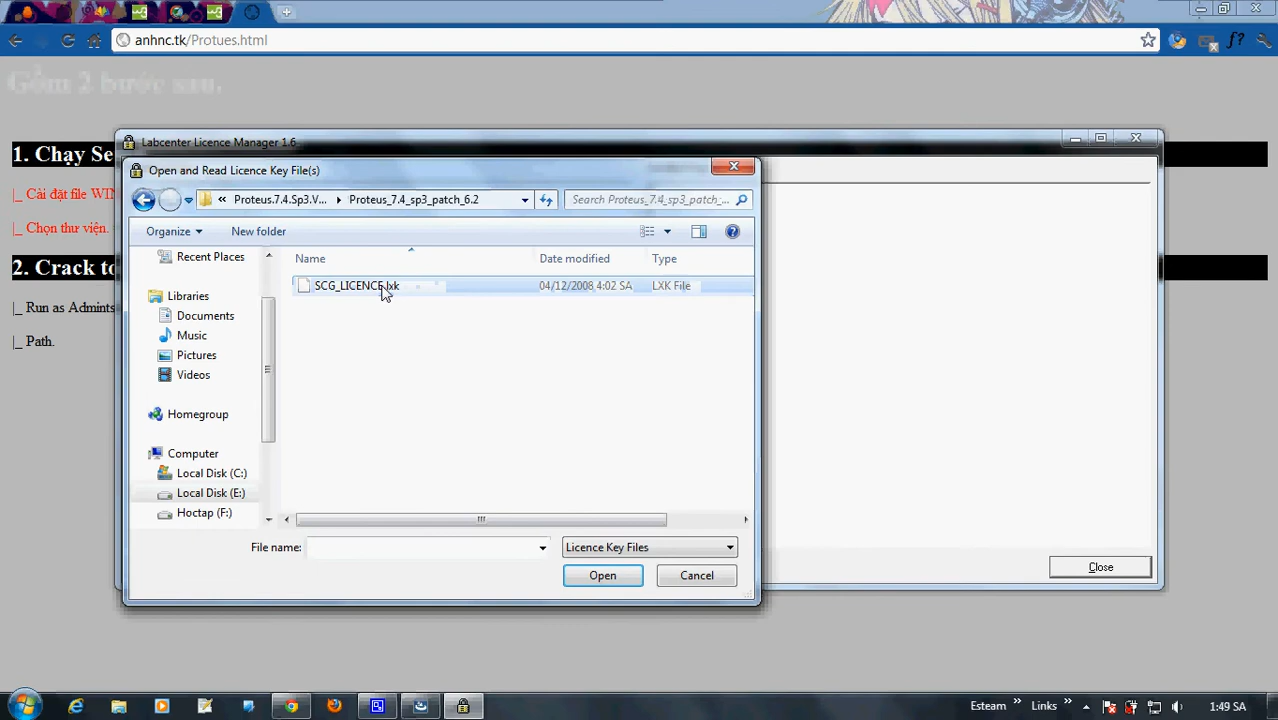 anhnc.tk/Protues.html
Gồm 2 bước sau.
1. Chạy Se
|_ Cài đặt file WIN
|_ Chọn thư viện.
2. Crack to
|_ Run as Admints
|_ Path.
Labcenter Licence Manager 1.6
Open and Read Licence Key File(s)
« Proteus.7.4.Sp3.V... Proteus_7.4_sp3_patch_6.2
Search Proteus_7.4_sp3_patch_...
Organize New folder
Name Date modified Type
SCG_LICENCE.lxk 04/12/2008 4:02 SA LXK File
Recent Places
Libraries
Documents
Music
Pictures
Videos
Homegroup
Computer
Local Disk (C:)
Local Disk (E:)
Hoctap (F:)
File name: Licence Key Files
Open Cancel
Close
Esteam » Links » 1:49 SA